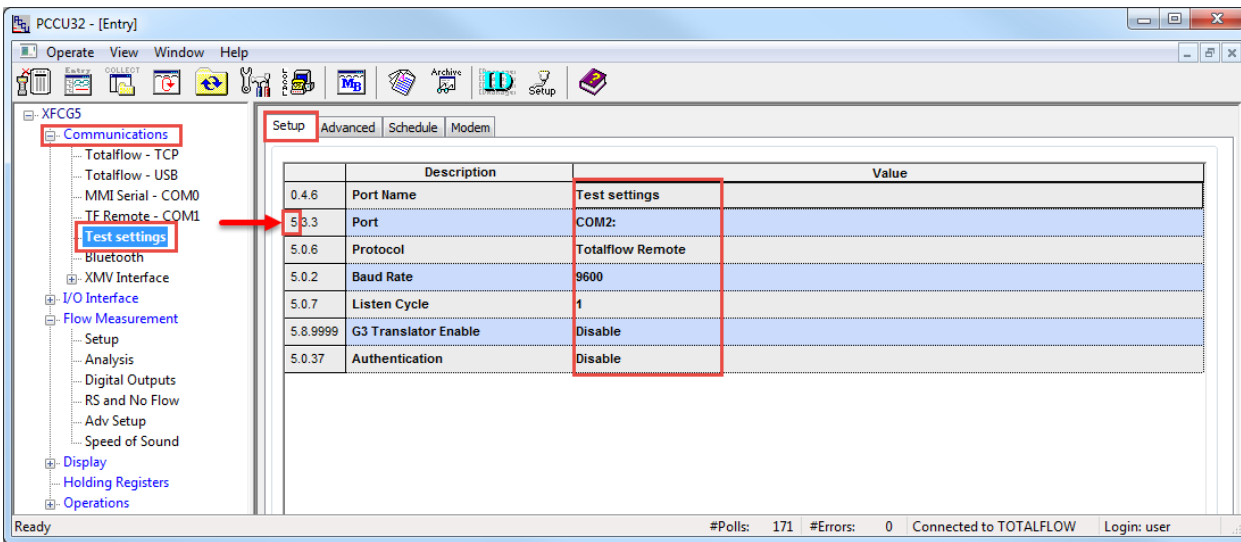 PCCU32 - [Entry]
Operate View Window Help
Entry COLLECT MB Archive ID Setup
XFCG5
Communications
Totalflow - TCP
Totalflow - USB
MMI Serial - COM0
TF Remote - COM1
Test settings
Bluetooth
XMV Interface
I/O Interface
Flow Measurement
Setup
Analysis
Digital Outputs
RS and No Flow
Adv Setup
Speed of Sound
Display
Holding Registers
Operations
Setup Advanced Schedule Modem
Description Value
0.4.6 Port Name Test settings
5.3.3 Port COM2:
5.0.6 Protocol Totalflow Remote
5.0.2 Baud Rate 9600
5.0.7 Listen Cycle 1
5.8.9999 G3 Translator Enable Disable
5.0.37 Authentication Disable
Ready #Polls: 171 #Errors: 0 Connected to TOTALFLOW Login: user